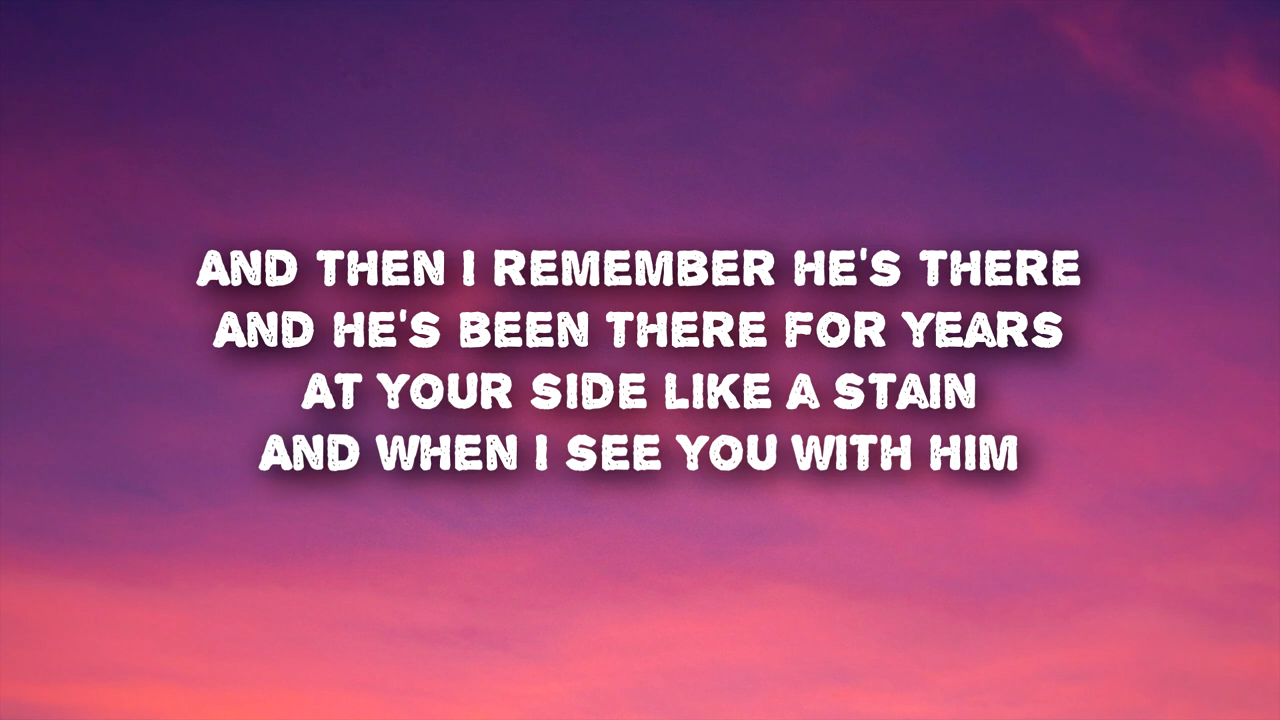 AND THEN I REMEMBER HE'S THERE
AND HE'S BEEN THERE FOR YEARS
AT YOUR SIDE LIKE A STAIN
AND WHEN I SEE YOU WITH HIM